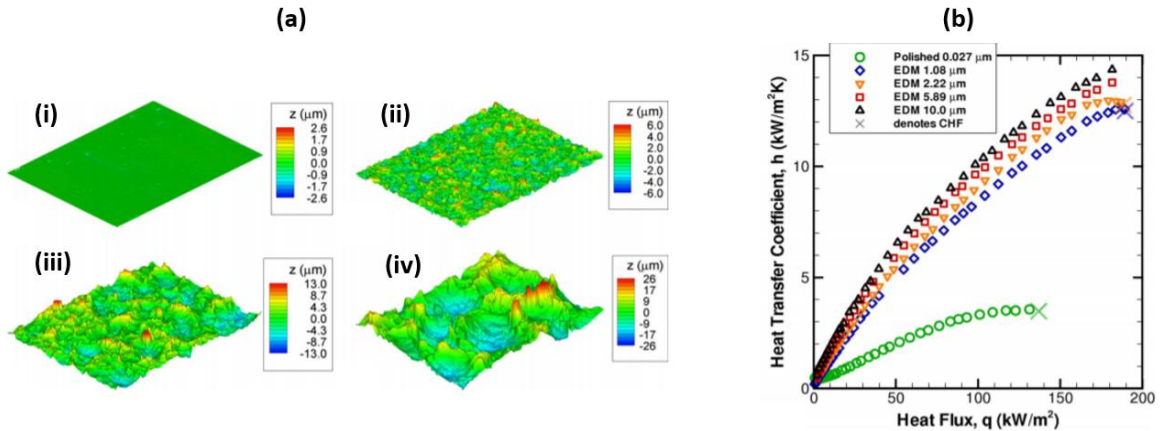 (a)
(b)
(i)
z (μm)
2.6
1.7
0.9
0.0
-0.9
-1.7
-2.6
(ii)
z (μm)
6.0
4.0
2.0
0.0
-2.0
-4.0
-6.0
(iii)
z (μm)
13.0
8.7
4.3
0.0
-4.3
-8.7
-13.0
(iv)
z (μm)
26
17
9
0
-9
-17
-26
Heat Transfer Coefficient, h (kW/m²K)
15
10
5
0
Polished 0.027 μm
EDM 1.08 μm
EDM 2.22 μm
EDM 5.89 μm
EDM 10.0 μm
denotes CHF
0
50
100
150
200
Heat Flux, q (kW/m²)